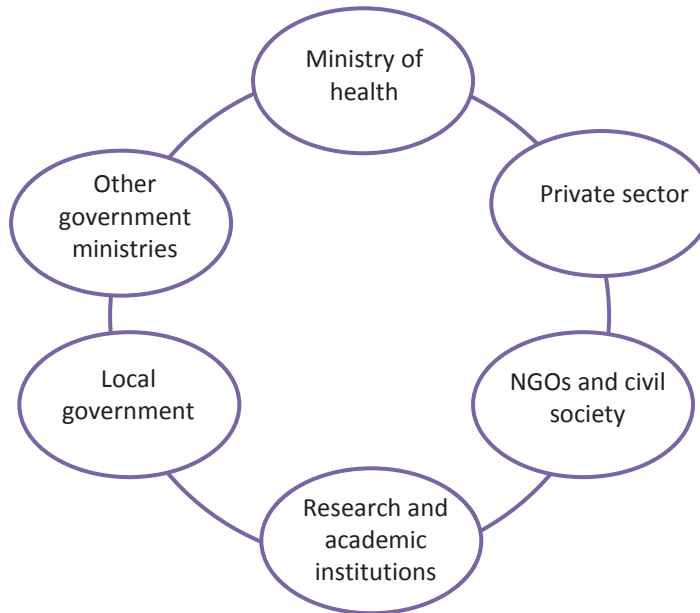 Ministry of
health
Private sector
NGOs and civil
society
Research and
academic
institutions
Local
government
Other
government
ministries